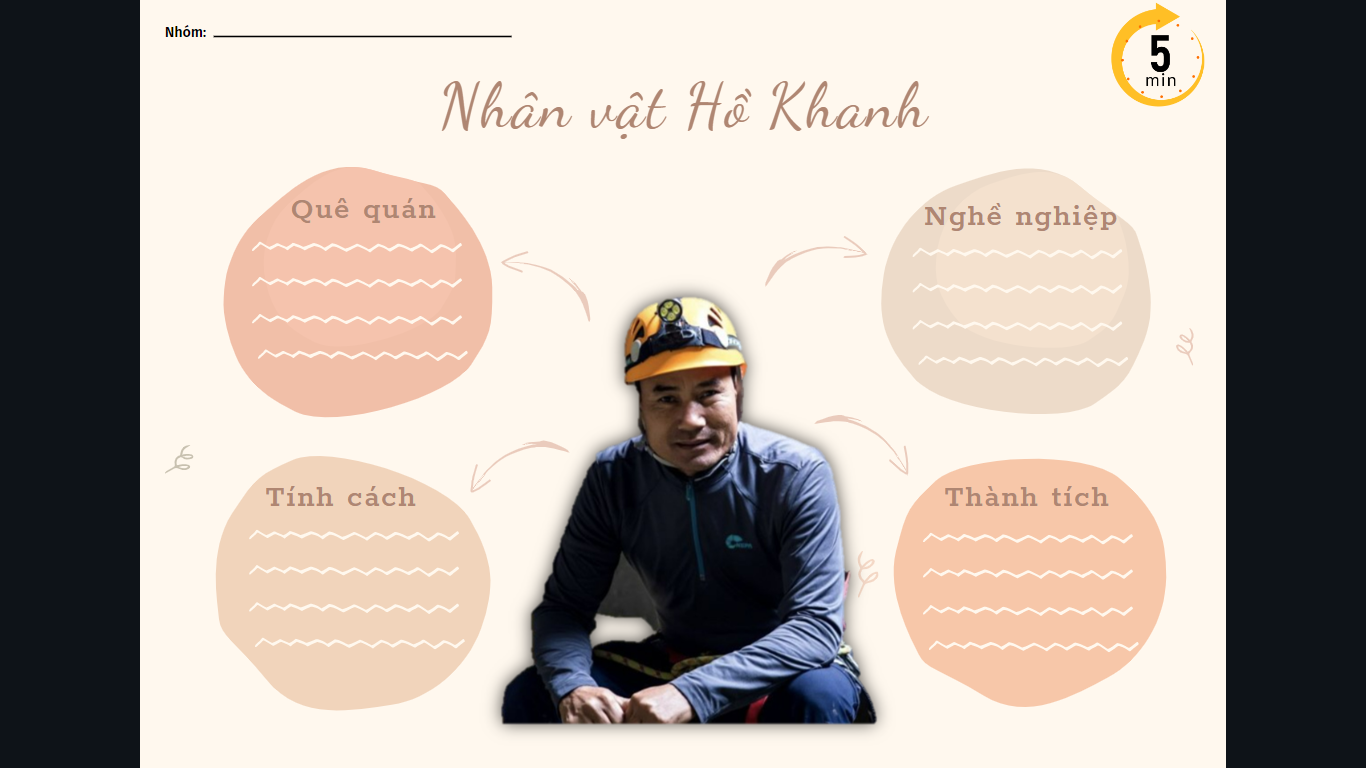 Nhóm:
5
min
Nhân vật Hồ Khanh
Quê quán
Nghề nghiệp
Tính cách
Thành tích